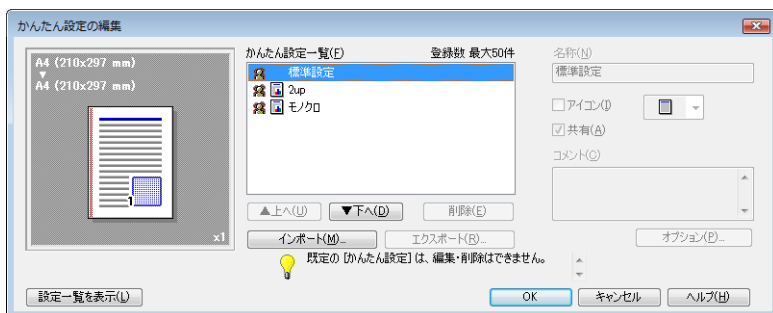 かんたん設定の編集
A4 (210x297 mm)
A4 (210x297 mm)
1
x1
かんたん設定一覧(F) 登録数 最大50件
標準設定
2up
モノクロ
▲上へ(U) ▼下へ(D) 削除(E)
インポート(M)... エクスポート(R)...
既定の [かんたん設定] は、編集・削除はできません。
名称(N)
標準設定
アイコン(I)
共有(A)
コメント(C)
オプション(P)...
設定一覧を表示(L) OK キャンセル ヘルプ(H)